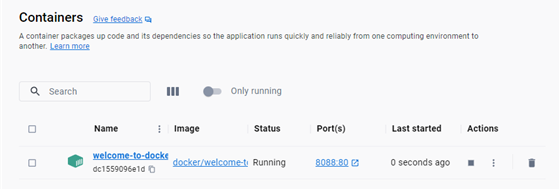 Containers Give feedback
A container packages up code and its dependencies so the application runs quickly and reliably from one computing environment to
another. Learn more
Search Only running
Name Image Status Port(s) Last started Actions
welcome-to-docke docker/welcome-to Running 8088:80 0 seconds ago
dc1559096e1d